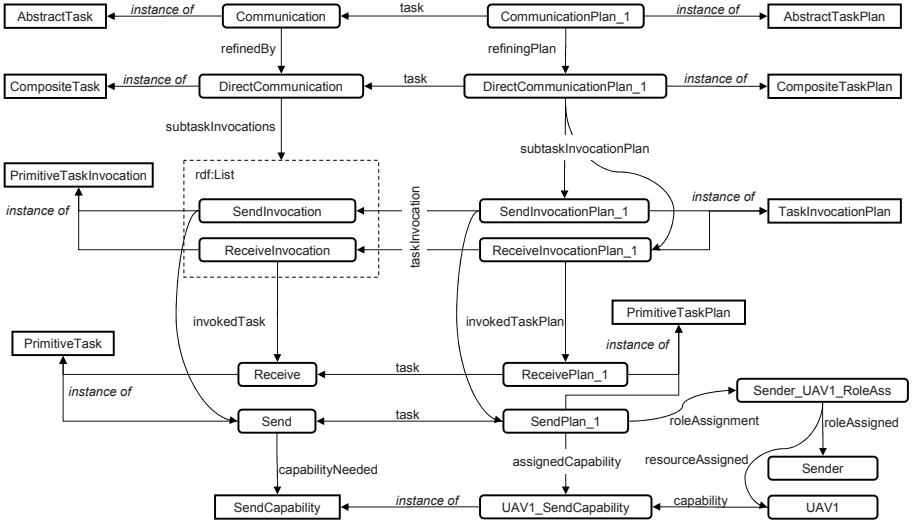 AbstractTask
instance of
Communication
task
CommunicationPlan_1
instance of
AbstractTaskPlan
refinedBy
refiningPlan
CompositeTask
instance of
DirectCommunication
task
DirectCommunicationPlan_1
instance of
CompositeTaskPlan
subtaskInvocations
subtaskInvocationPlan
PrimitiveTaskInvocation
rdf:List
instance of
instance of
SendInvocation
taskInvocation
SendInvocationPlan_1
TaskInvocationPlan
ReceiveInvocation
ReceiveInvocationPlan_1
invokedTask
invokedTaskPlan
PrimitiveTaskPlan
PrimitiveTask
instance of
Receive
task
ReceivePlan_1
instance of
Sender_UAV1_RoleAss
Send
task
SendPlan_1
roleAssignment
roleAssigned
capabilityNeeded
assignedCapability
resourceAssigned
Sender
SendCapability
instance of
UAV1_SendCapability
capability
UAV1